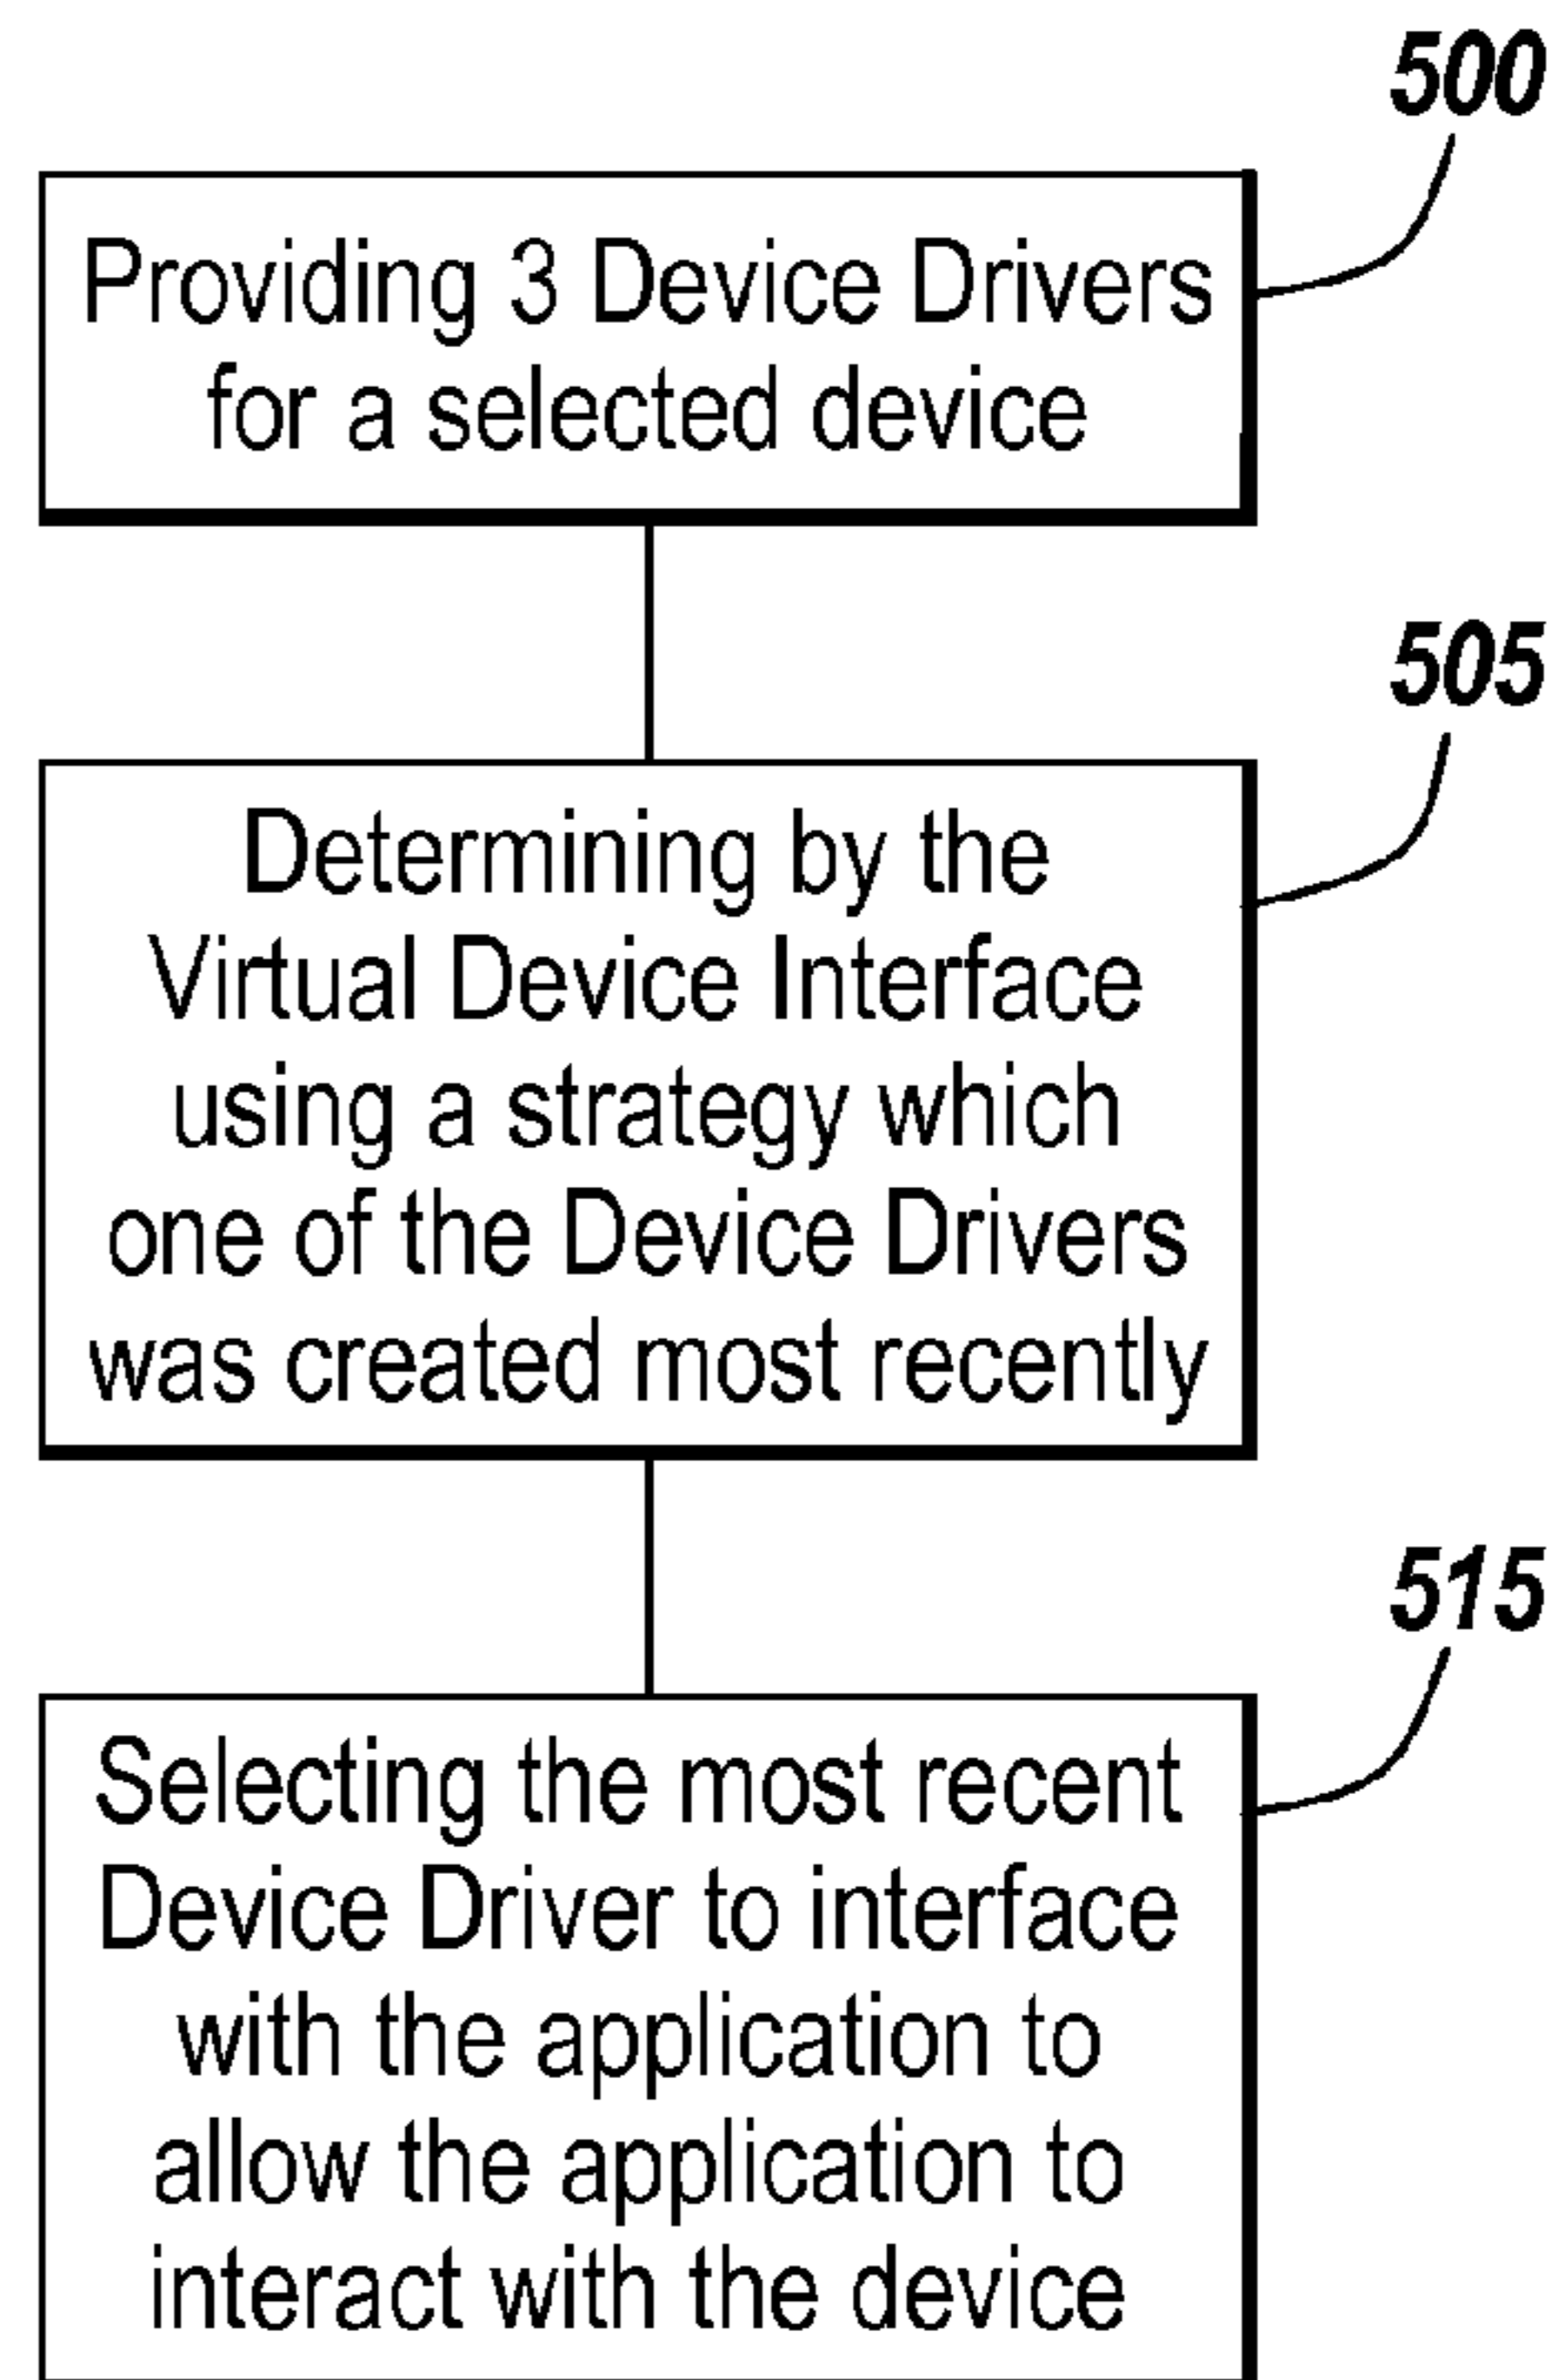 500
Providing 3 Device Drivers
for a selected device
505
Determining by the
Virtual Device Interface
using a strategy which
one of the Device Drivers
was created most recently
515
Selecting the most recent
Device Driver to interface
with the application to
allow the application to
interact with the device